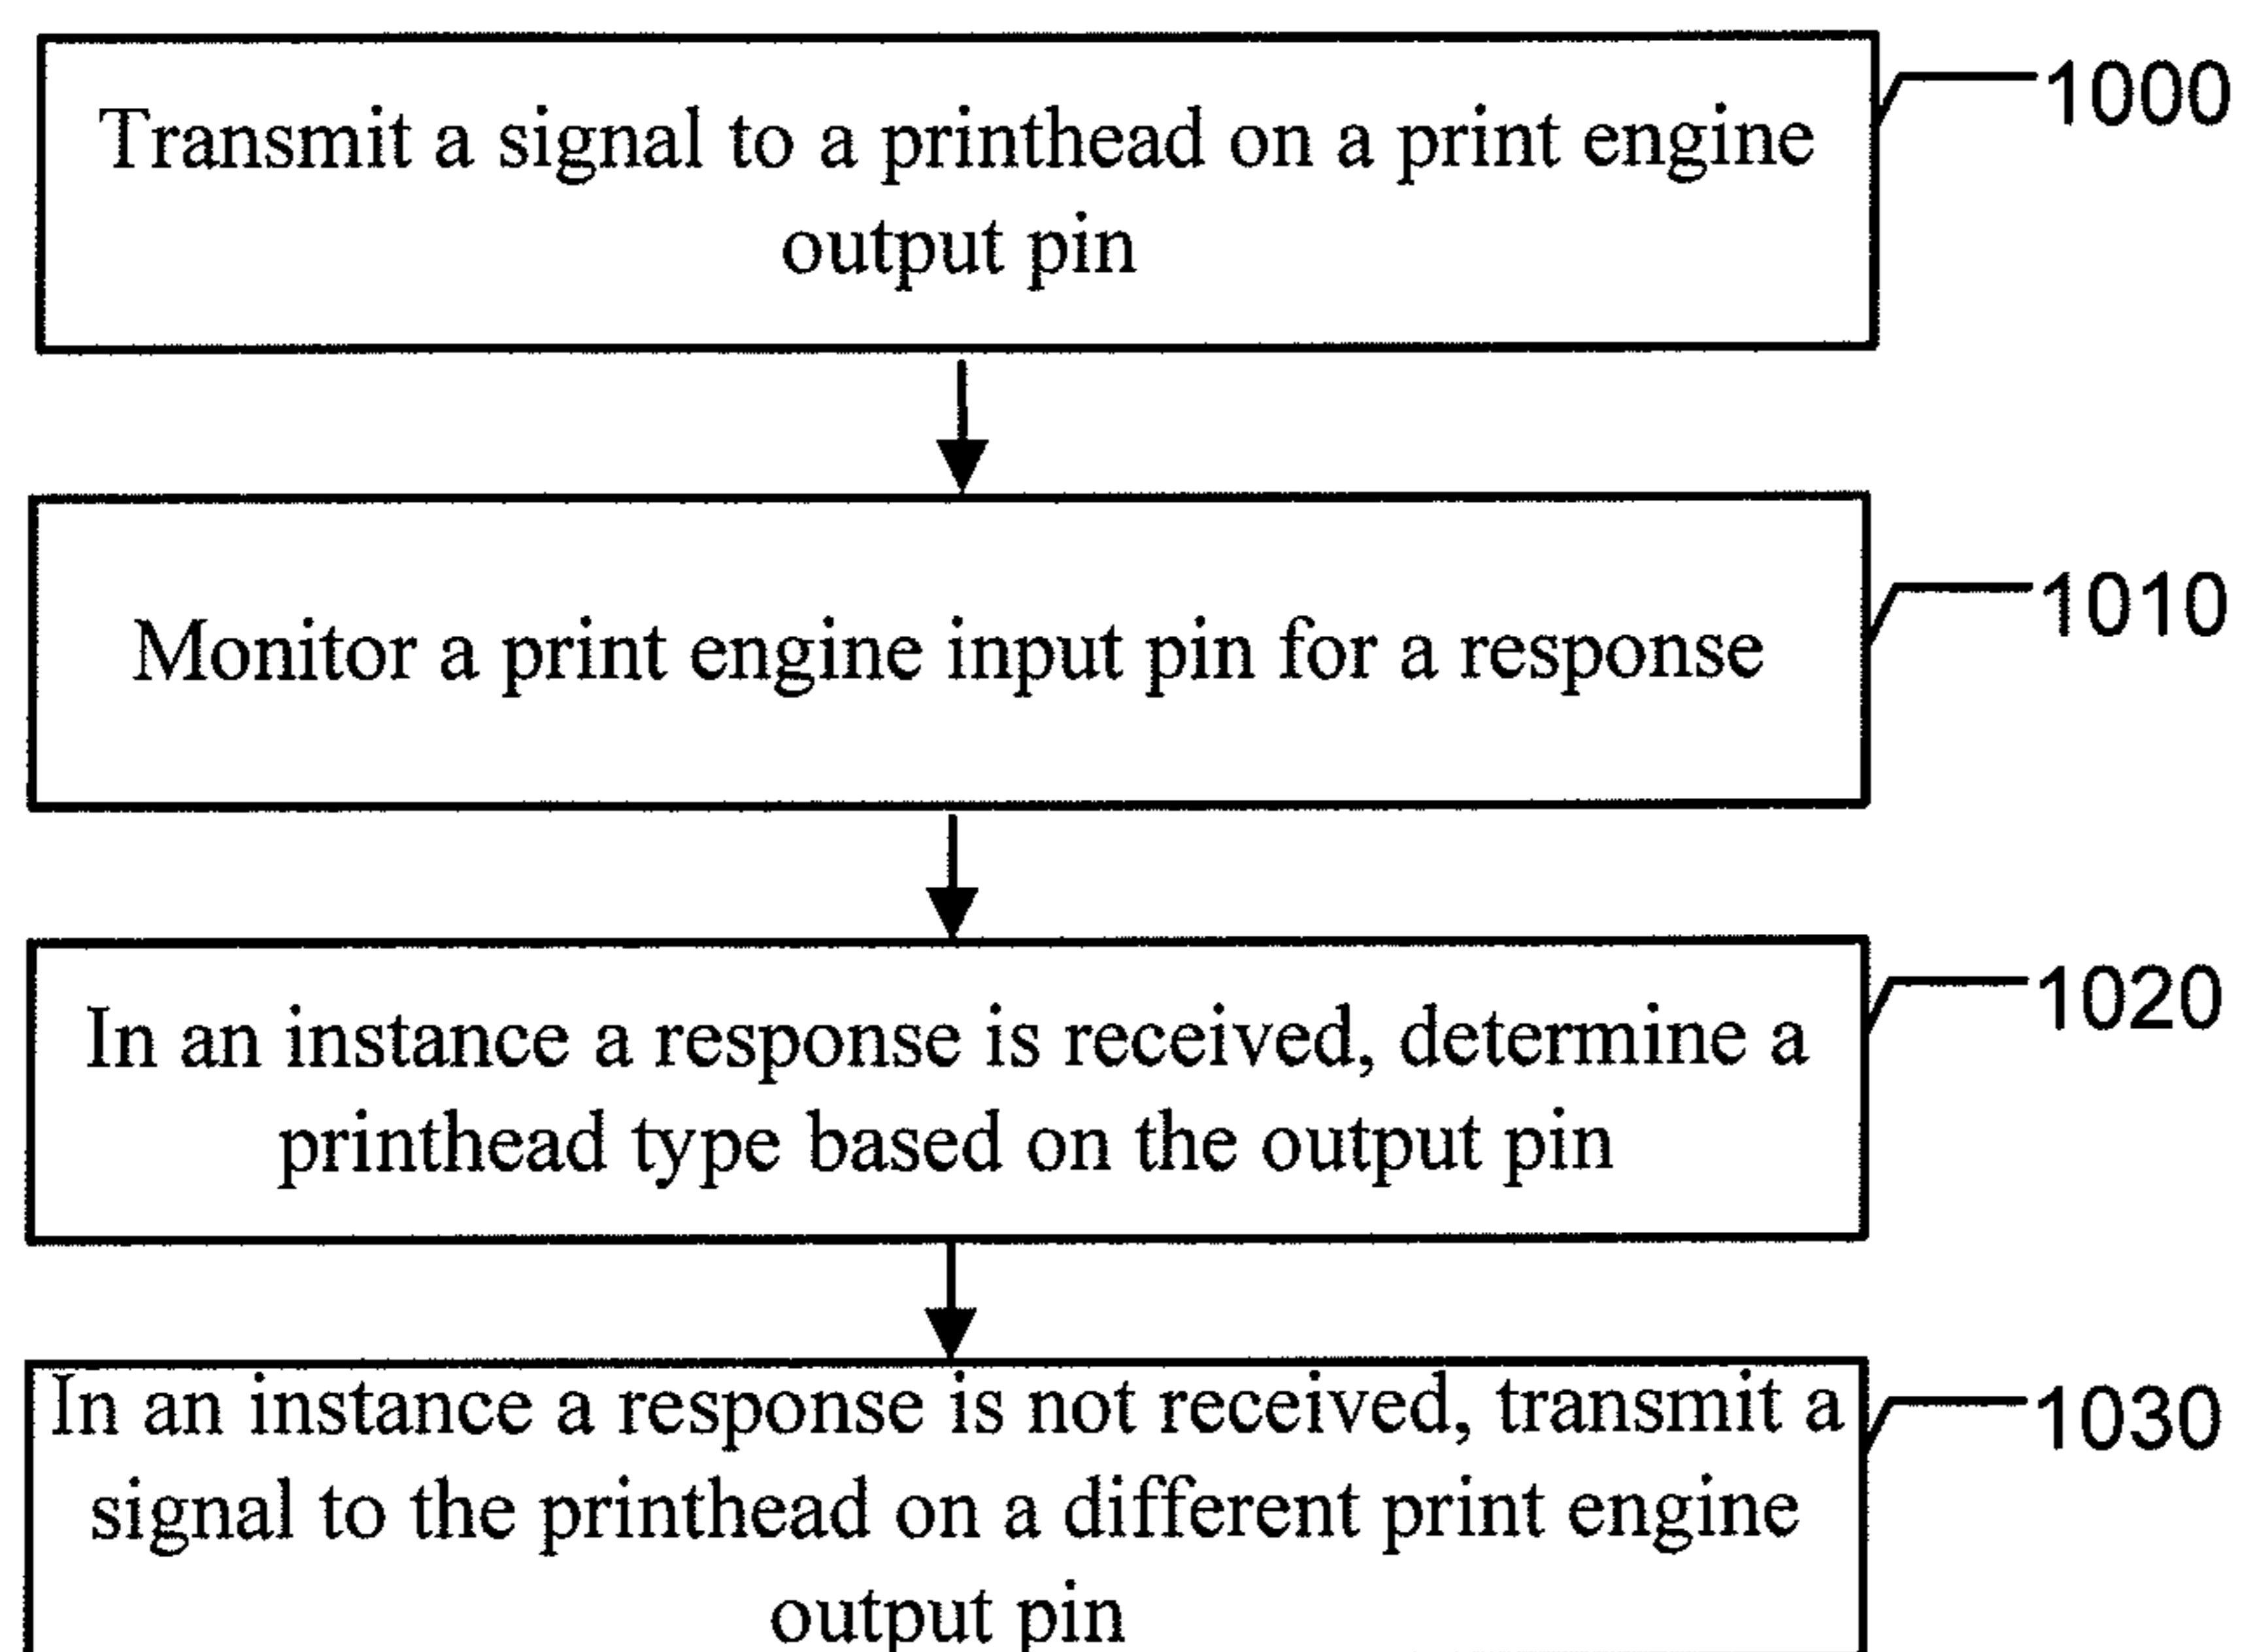 Transmit a signal to a printhead on a print engine
output pin
1000
Monitor a print engine input pin for a response
1010
In an instance a response is received, determine a
printhead type based on the output pin
1020
In an instance a response is not received, transmit a
signal to the printhead on a different print engine
output pin
1030